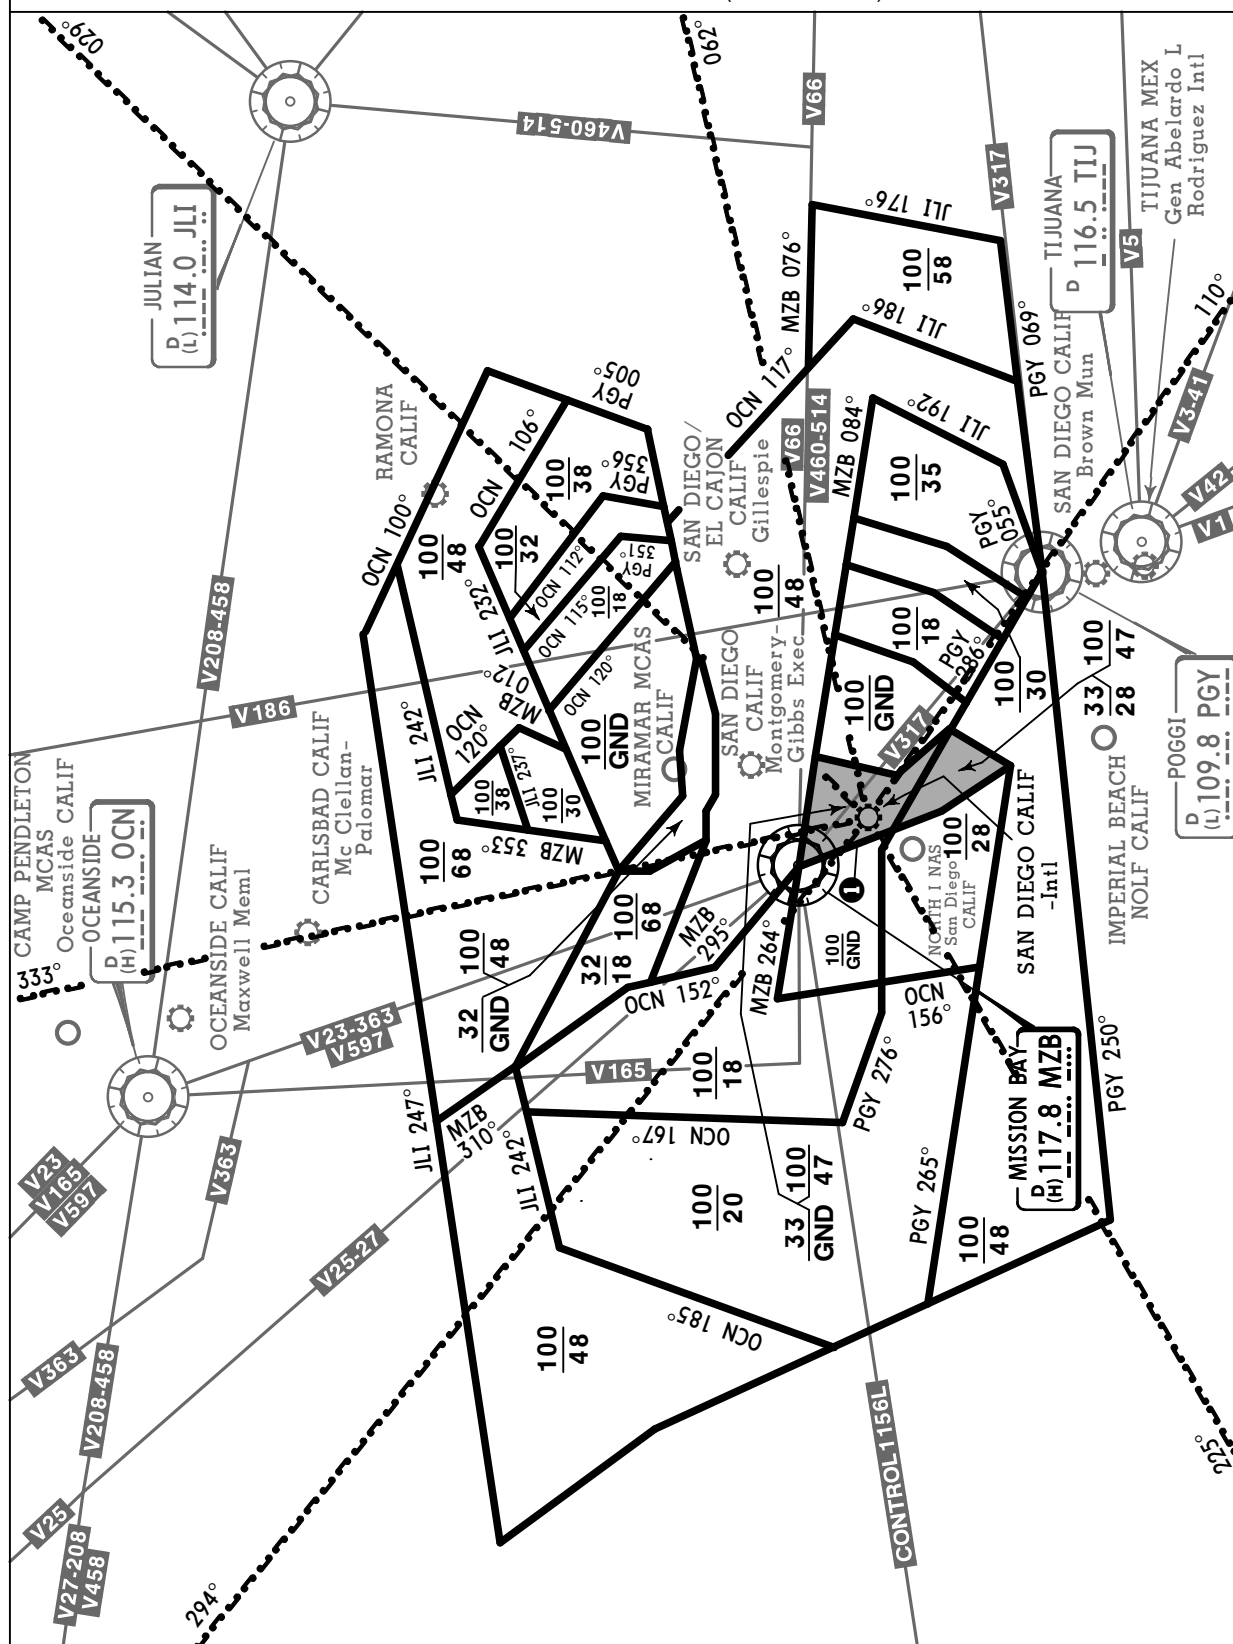 029°
062°
V66
V460-514
V317
JULIAN
D
(L)
114.0 JLI
TIJUANA MEX
Gen Abelardo L
Rodriguez Intl
TIJUANA
D
116.5 TIJ
V5
110°
V3-41
V42
V1
JLI 176°
MZB 076°
100
58
JLI 186°
OCN 117°
PGY 069°
SAN DIEGO CALIF
Brown Mun
V66
V460-514
MZB 084°
JLI 192°
100
35
PGY
055°
RAMONA
CALIF
PGY
005°
OCN 106°
100
38
PGY
356°
OCN 100°
100
48
100
32
OCN 112°
PGY
351°
OCN 115°
100
18
OCN 120°
JLI 232°
MZB
012°
SAN DIEGO/
EL CAJON
CALIF
Gillespie
100
48
V208-458
V186
JLI 242°
OCN
120°
100
38
JLI 237°
100
30
MZB 353°
100
GND
MIRAMAR MCAS
CALIF
SAN DIEGO
CALIF
Montgomery-
Gibbs Exec
100
GND
100
18
PGY
286°
100
30
V317
100
47
33
28
POGGI
D
(L)
109.8 PGY
IMPERIAL BEACH
NOLF CALIF
SAN DIEGO CALIF
-Intl
100
28
NORTH I NAS
San Diego
CALIF
1
CAMP PENDLETON
MCAS
Oceanside CALIF
OCEANSIDE
D
(H)
115.3 OCN
333°
OCEANSIDE CALIF
Maxwell Meml
CARLSBAD CALIF
Mc Clellan-
Palomar
100
68
100
48
32
GND
100
68
32
18
MZB
295°
OCN 152°
MZB 264°
100
GND
OCN
156°
V23-363
V597
V165
100
18
PGY 276°
OCN 167°
MZB
310°
JLI 247°
JLI 242°
V23
V165
V597
V363
V25-27
100
20
100
47
33
GND
PGY 265°
MISSION BAY
D
(H)
117.8 MZB
PGY 250°
100
48
OCN 185°
100
48
V363
V208-458
V25
V27-208
V458
294°
CONTROL 1156L
225°